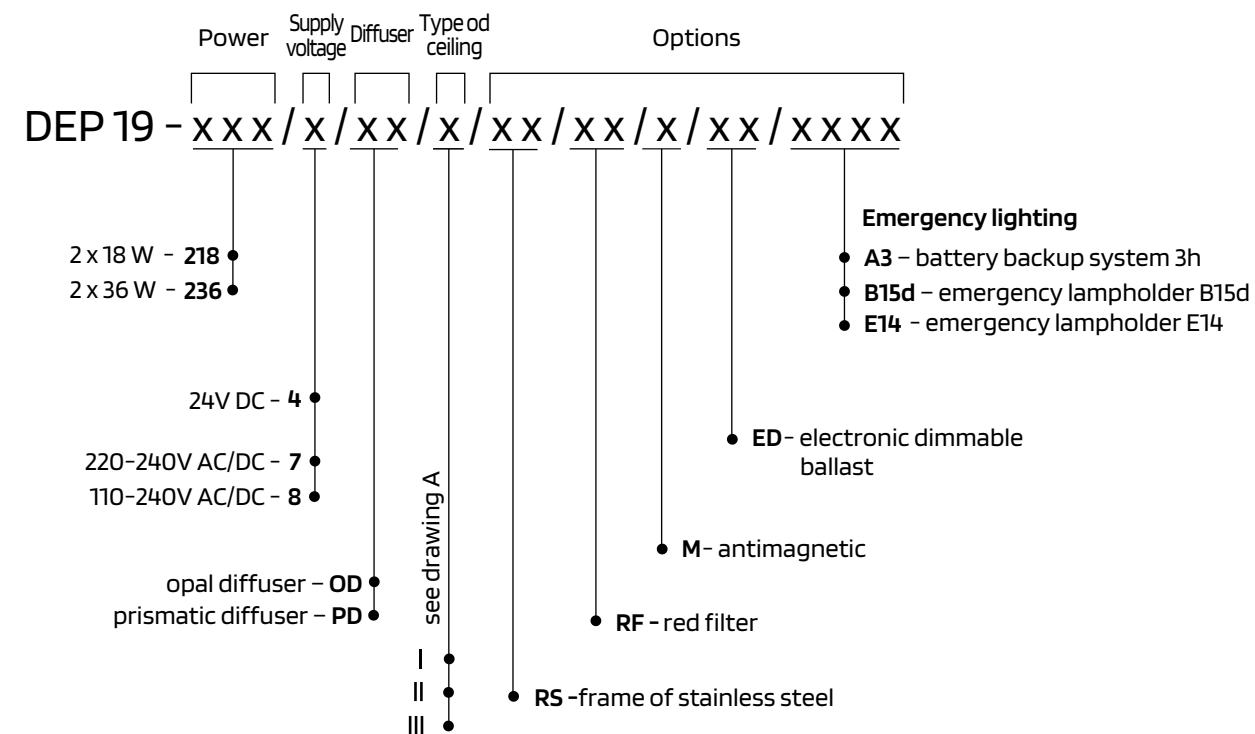 Power
Supply
voltage
Diffuser
Type od
ceiling
Options
DEP 19 - x x x / x / x x / x / x x / x x / x / x x / x x x x
Emergency lighting
2 x 18 W - 218
A3 – battery backup system 3h
2 x 36 W - 236
B15d – emergency lampholder B15d
E14 - emergency lampholder E14
24V DC - 4
ED- electronic dimmable
ballast
220-240V AC/DC - 7
110-240V AC/DC - 8
see drawing A
M- antimagnetic
opal diffuser – OD
prismatic diffuser – PD
RF - red filter
I
II
RS -frame of stainless steel
III